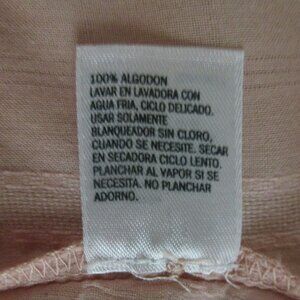 100% ALGODON
LAVAR EN LAVADORA CON
AGUA FRIA, CICLO DELICADO.
USAR SOLAMENTE
BLANQUEADOR SIN CLORO,
CUANDO SE NECESITE. SECAR
EN SECADORA CICLO LENTO.
PLANCHAR AL VAPOR SI SE
NECESITA. NO PLANCHAR
ADORNO.